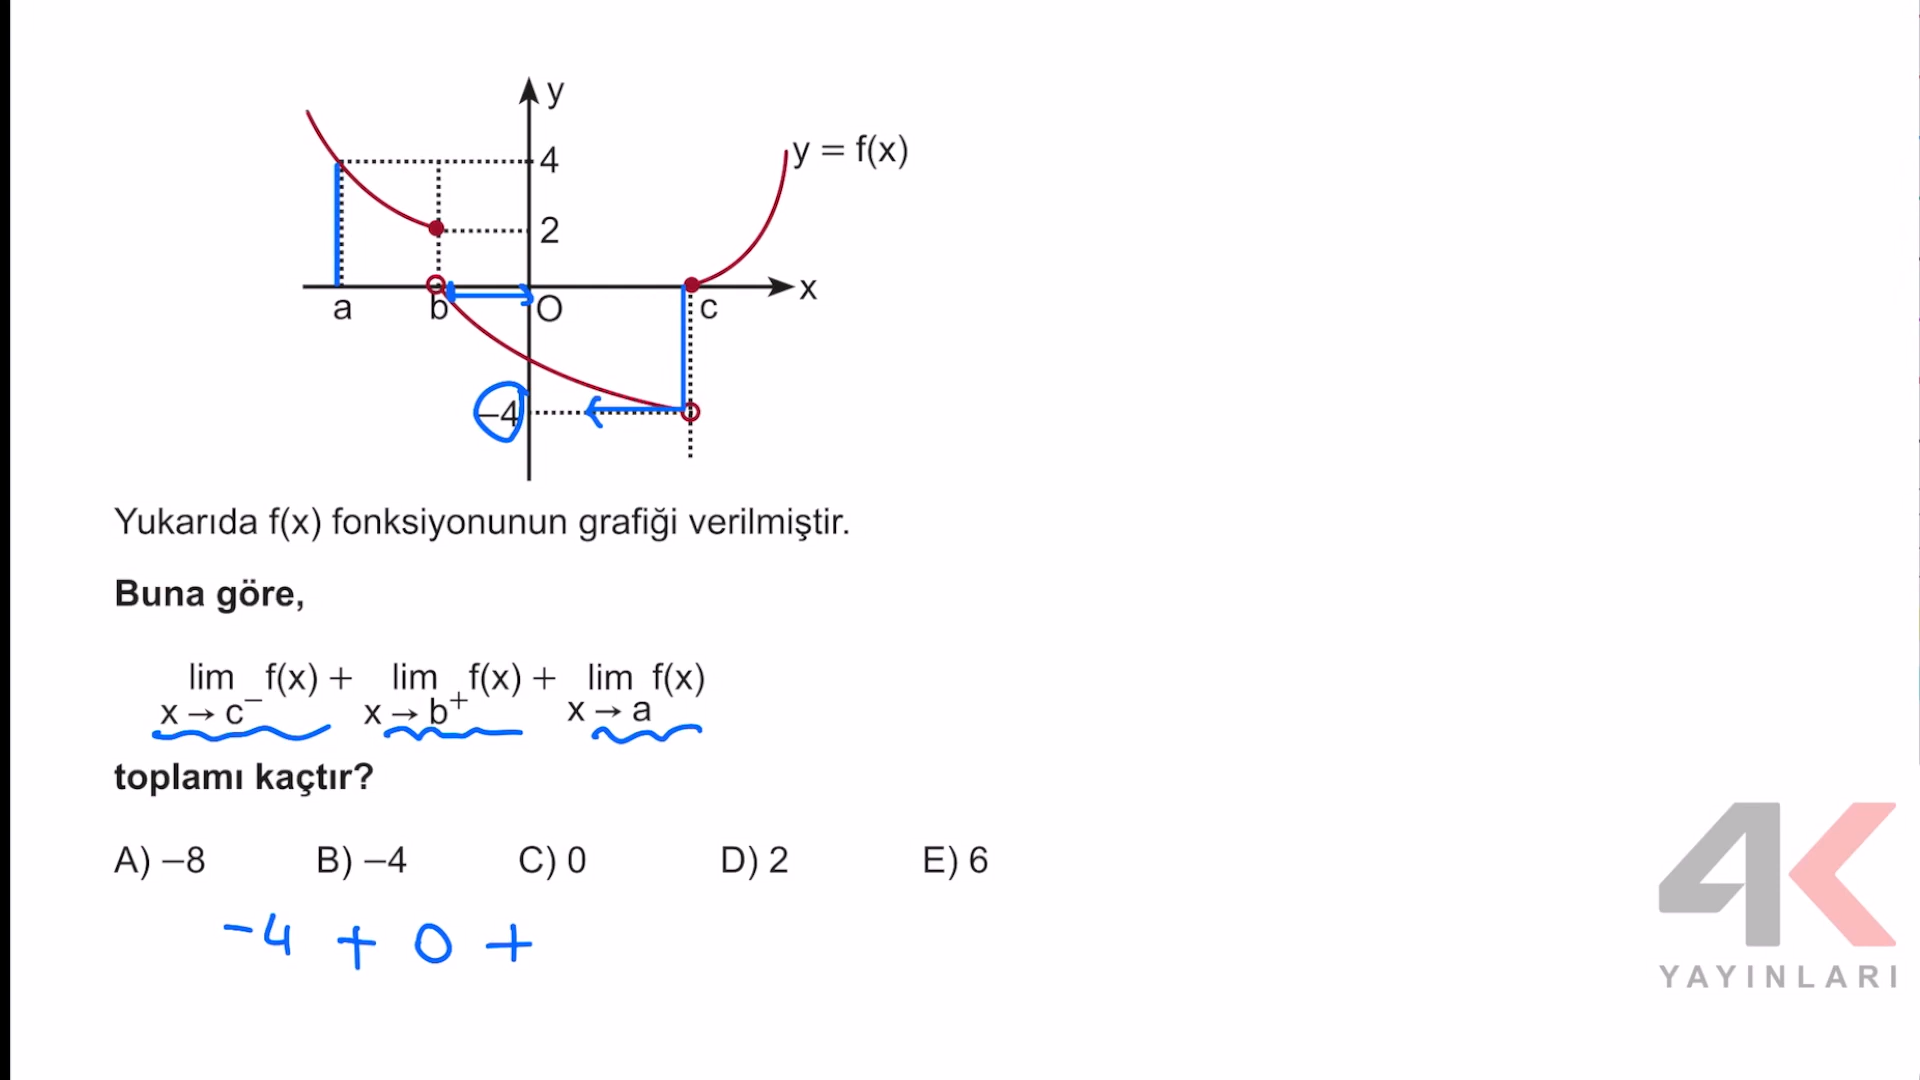 y
4
y = f(x)
2
x
a
b
O
c
–4
Yukarıda f(x) fonksiyonunun grafiği verilmiştir.
Buna göre,
lim f(x) + lim f(x) + lim f(x)
x → c⁻ x → b⁺ x → a
toplamı kaçtır?
A) –8 B) –4 C) 0 D) 2 E) 6
-4 + 0 +
4K
YAYINLARI